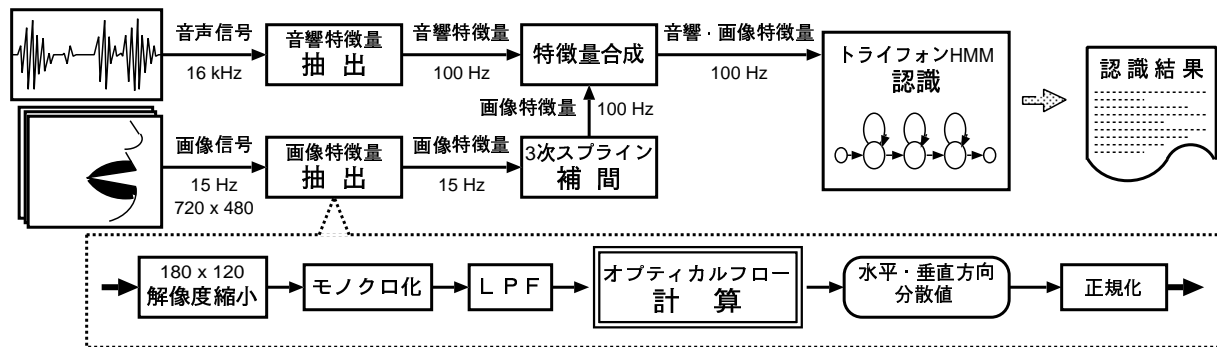 音声信号
16 kHz
音響特徴量
抽 出
音響特徴量
100 Hz
特徴量合成
音響・画像特徴量
100 Hz
トライフォンHMM
認識
認 識 結 果
画像特徴量
100 Hz
画像信号
15 Hz
720 x 480
画像特徴量
抽 出
画像特徴量
15 Hz
3次スプライン
補 間
180 x 120
解像度縮小
モノクロ化
L P F
オプティカルフロー
計 算
水平・垂直方向
分散値
正規化